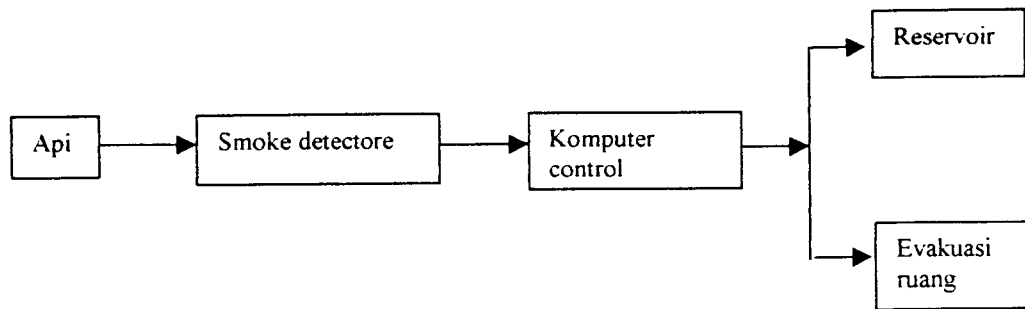 Api
Smoke detectore
Komputer
control
Reservoir
Evakuasi
ruang